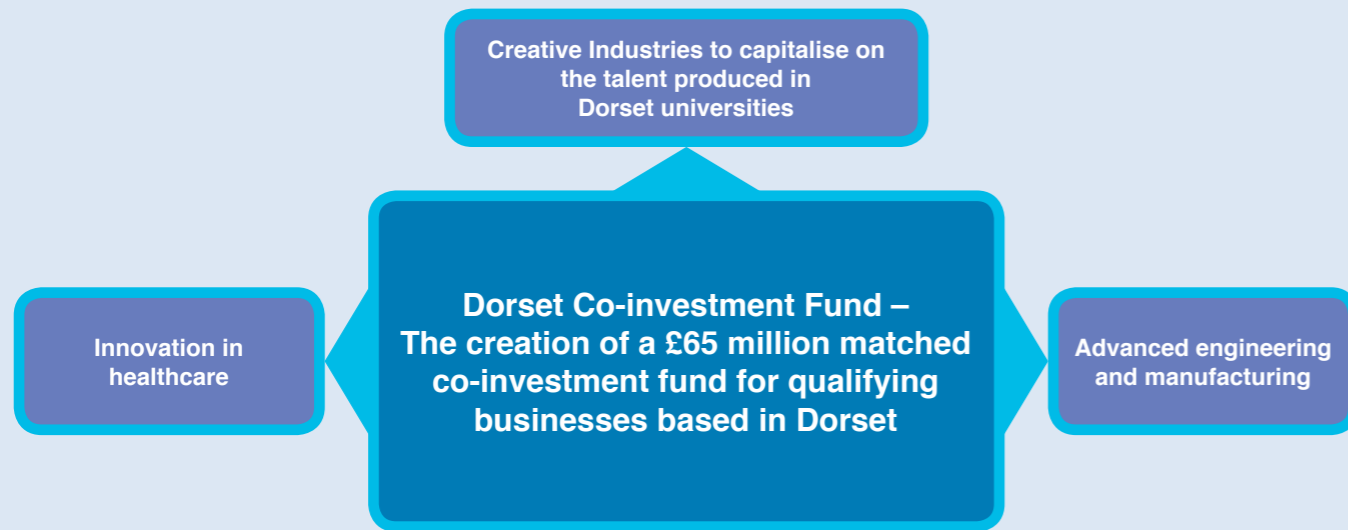 Creative Industries to capitalise on
the talent produced in
Dorset universities
Dorset Co-investment Fund –
The creation of a £65 million matched
co-investment fund for qualifying
businesses based in Dorset
Innovation in
healthcare
Advanced engineering
and manufacturing